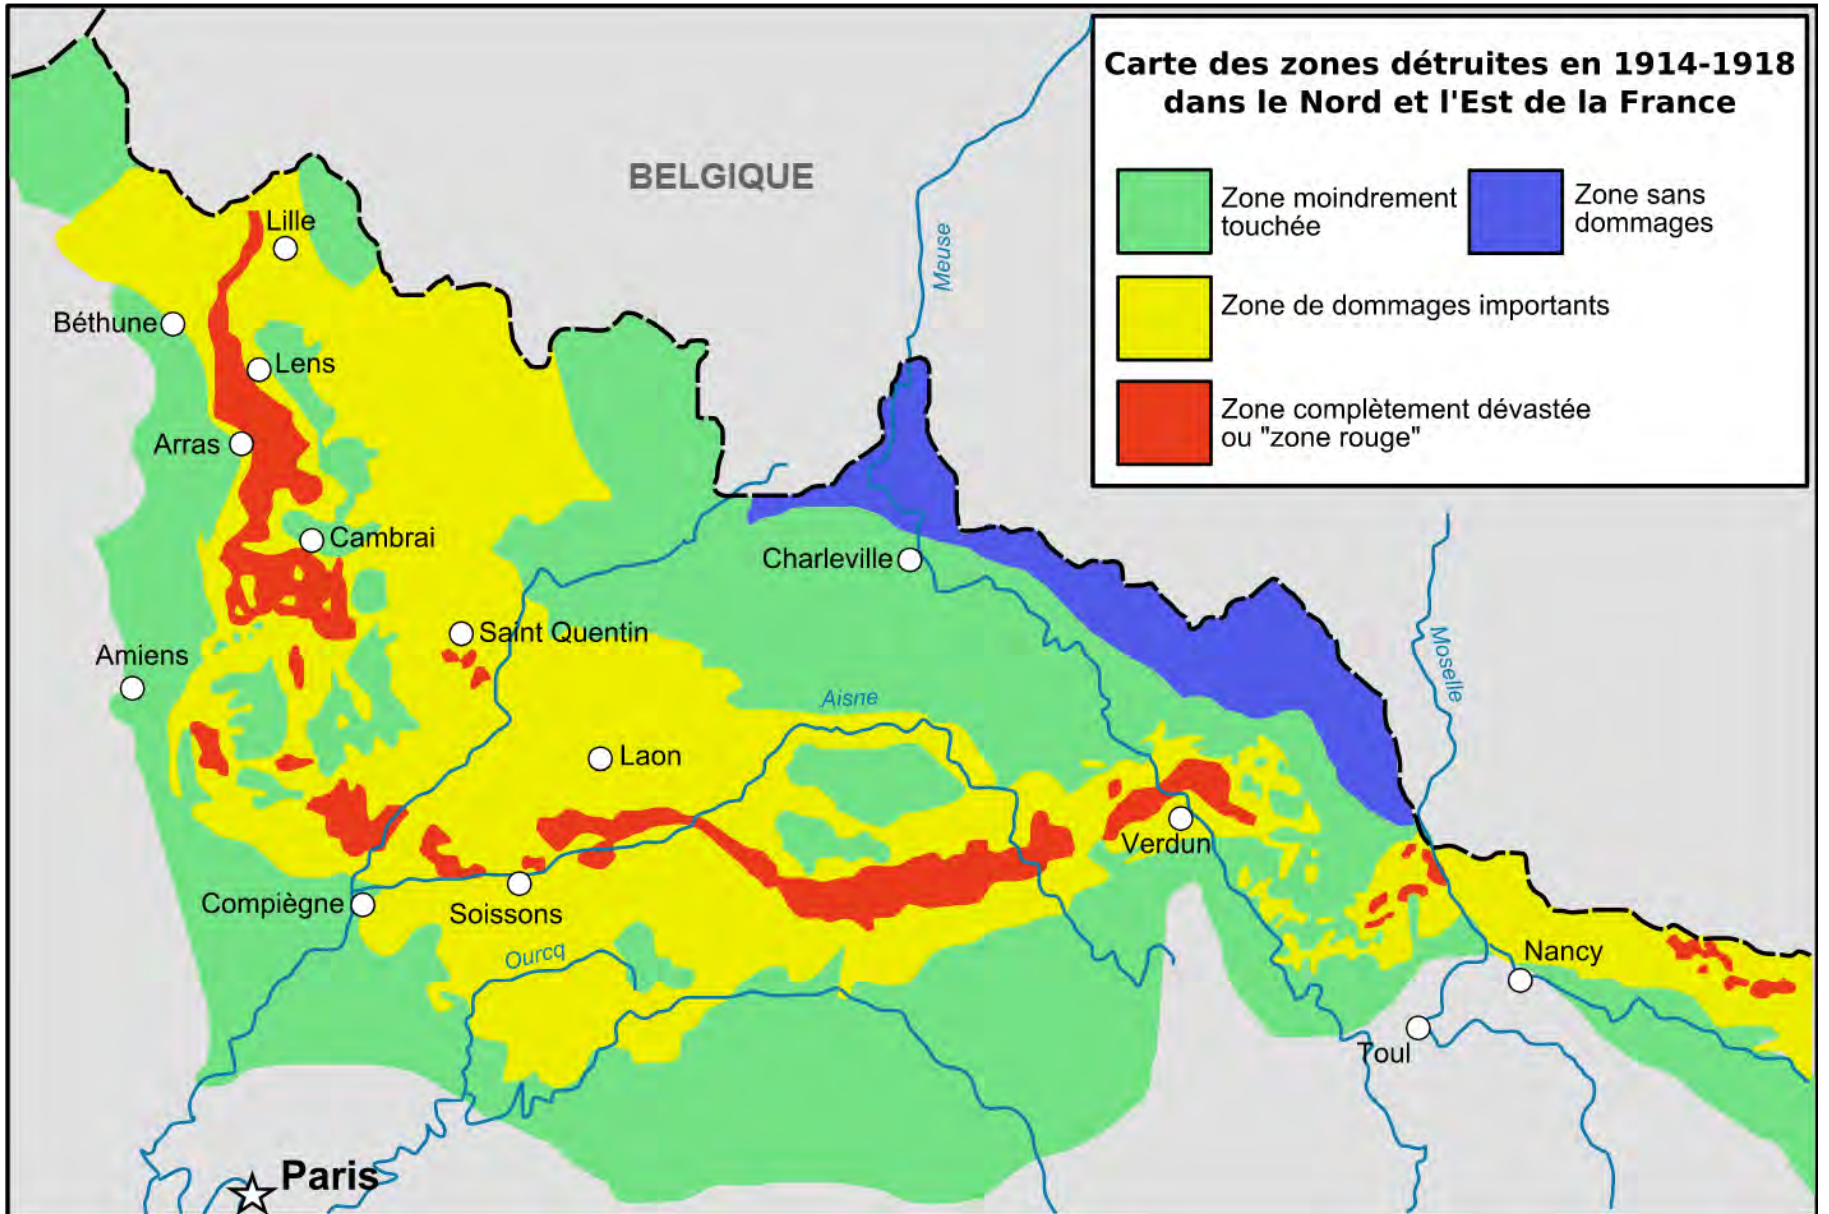 Carte des zones détruites en 1914-1918
dans le Nord et l'Est de la France
Zone moindrement
touchée
Zone sans
dommages
Zone de dommages importants
Zone complètement dévastée
ou "zone rouge"
BELGIQUE
Meuse
Lille
Béthune
Lens
Arras
Cambrai
Charleville
Saint Quentin
Amiens
Moselle
Aisne
Laon
Verdun
Compiègne
Soissons
Ourcq
Nancy
Toul
Paris